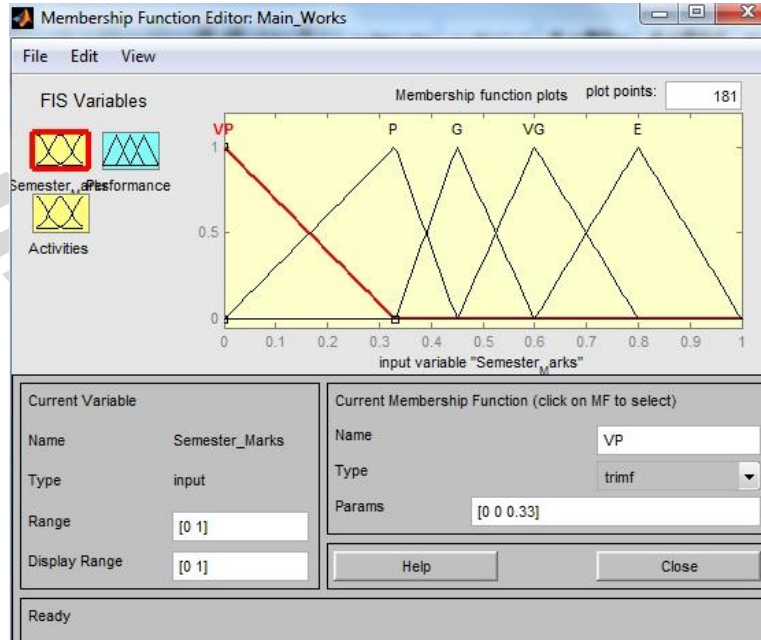 Membership Function Editor: Main_Works
File Edit View
FIS Variables
Membership function plots plot points: 181
VP P G VG E
1
0.5
0
0 0.1 0.2 0.3 0.4 0.5 0.6 0.7 0.8 0.9 1
input variable "Semester_Marks"
Semester_Marks Performance
Activities
Current Variable
Name Semester_Marks
Type input
Range [0 1]
Display Range [0 1]
Current Membership Function (click on MF to select)
Name VP
Type trimf
Params [0 0 0.33]
Help Close
Ready